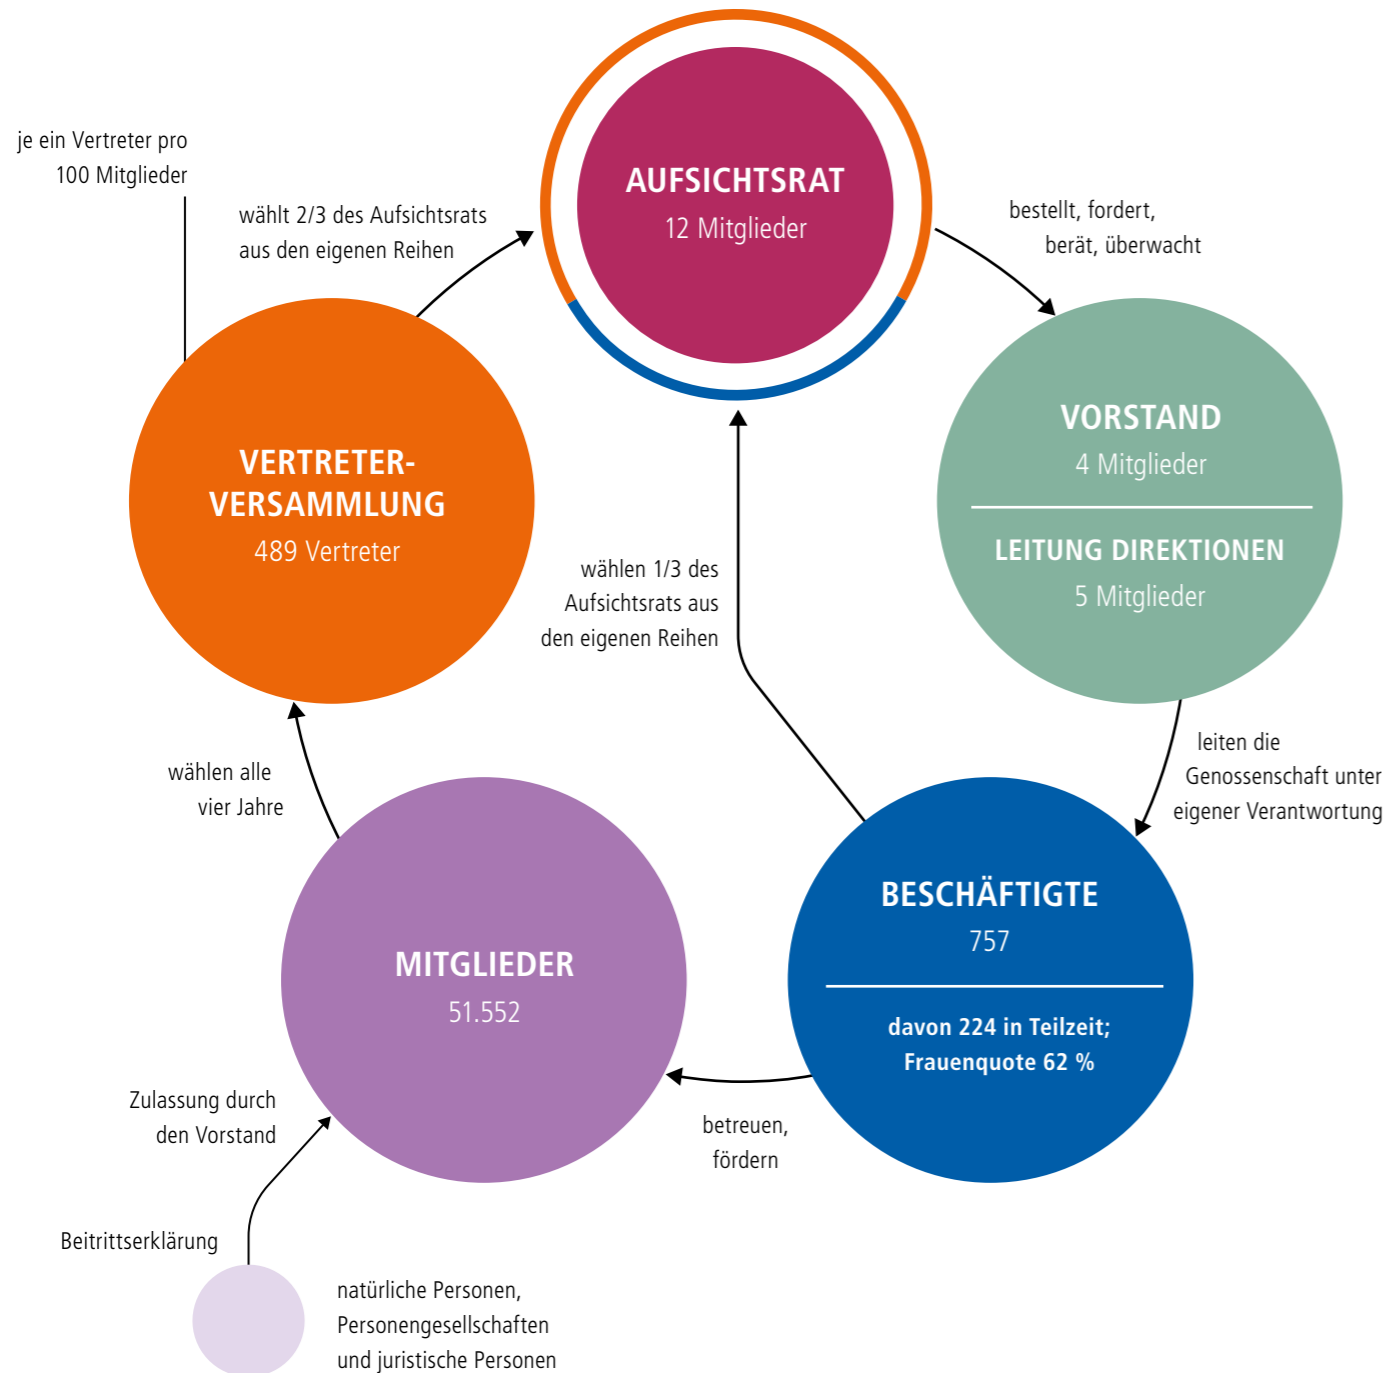 AUFSICHTSRAT
12 Mitglieder
je ein Vertreter pro
100 Mitglieder
wählt 2/3 des Aufsichtsrats
aus den eigenen Reihen
bestellt, fordert,
berät, überwacht
VERTRETER-
VERSAMMLUNG
489 Vertreter
VORSTAND
4 Mitglieder
LEITUNG DIREKTIONEN
5 Mitglieder
wählen 1/3 des
Aufsichtsrats aus
den eigenen Reihen
wählen alle
vier Jahre
leiten die
Genossenschaft unter
eigener Verantwortung
MITGLIEDER
51.552
BESCHÄFTIGTE
757
davon 224 in Teilzeit;
Frauenquote 62 %
betreuen,
fördern
Zulassung durch
den Vorstand
Beitrittserklärung
natürliche Personen,
Personengesellschaften
und juristische Personen